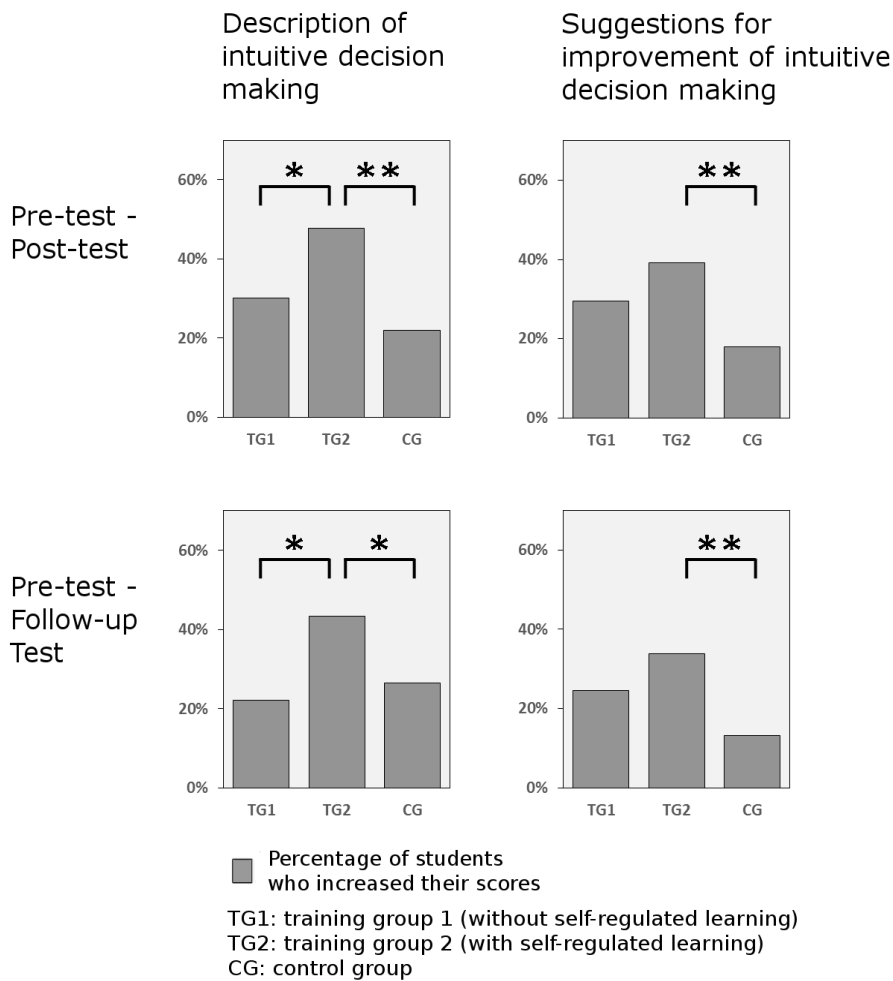 Description of
intuitive decision
making
Suggestions for
improvement of intuitive
decision making
Pre-test -
Post-test
60%
40%
20%
0%
* **
TG1 TG2 CG
60%
40%
20%
0%
**
TG1 TG2 CG
Pre-test -
Follow-up
Test
60%
40%
20%
0%
* *
TG1 TG2 CG
60%
40%
20%
0%
**
TG1 TG2 CG
Percentage of students
who increased their scores
TG1: training group 1 (without self-regulated learning)
TG2: training group 2 (with self-regulated learning)
CG: control group